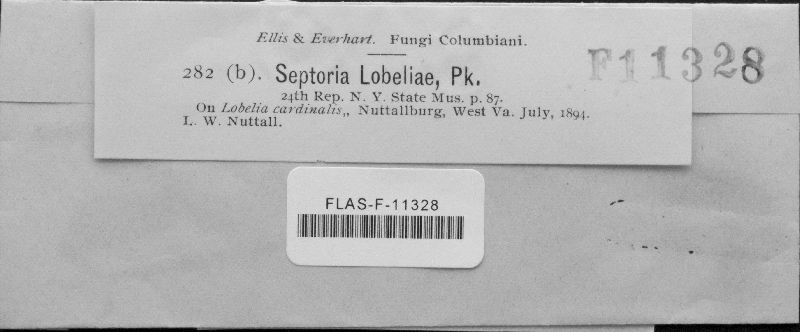 Ellis & Everhart. Fungi Columbiani.
F11328
282 (b). Septoria Lobeliae, Pk.
24th Rep. N. Y. State Mus. p. 87.
On Lobelia cardinalis,, Nuttallburg, West Va. July, 1894.
L. W. Nuttall.
FLAS-F-11328